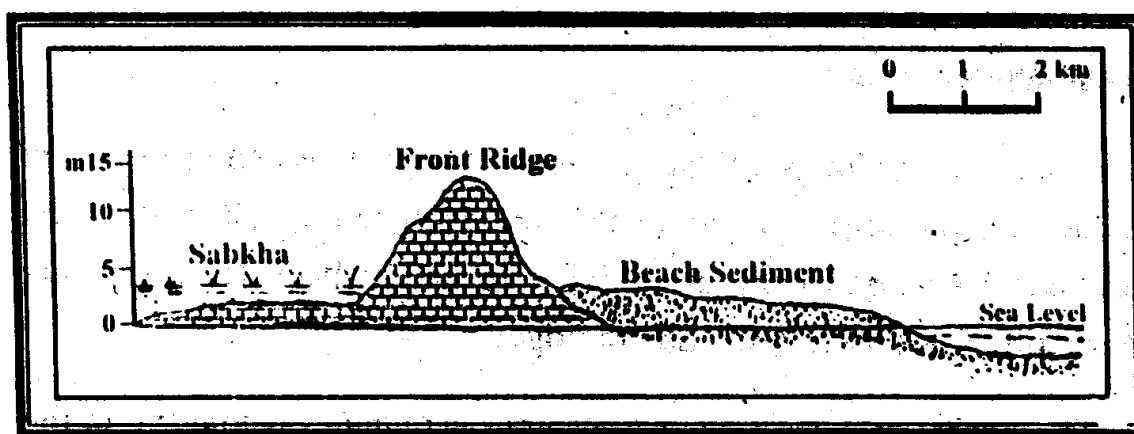 0 1 2 km
m15
Front Ridge
10
Sabkha
5
Beach Sediment
0
Sea Level